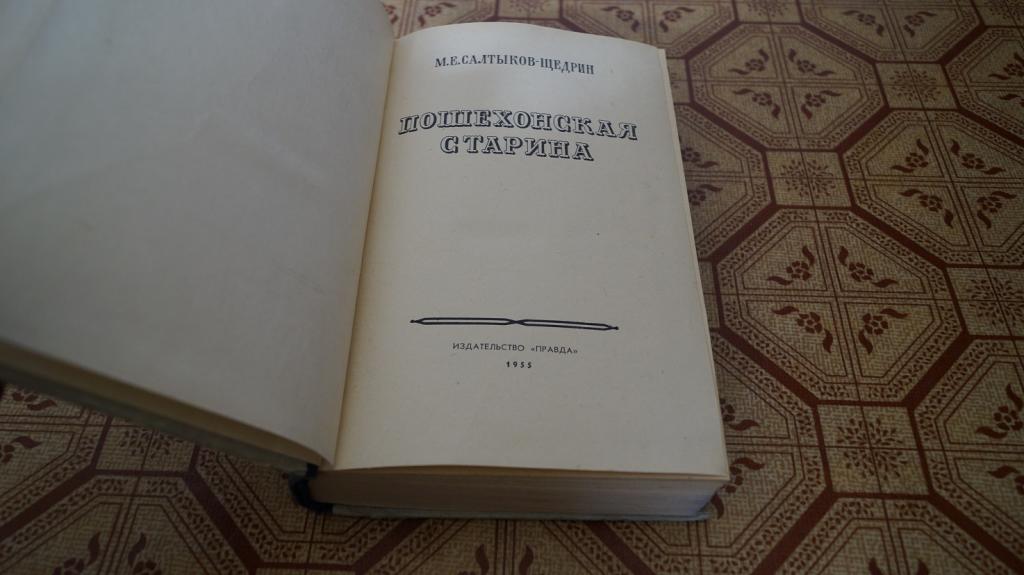 М.Е.САЛТЫКОВ-ЩЕДРИН
ПОШЕХОНСКАЯ
СТАРИНА
ИЗДАТЕЛЬСТВО «ПРАВДА»
1955